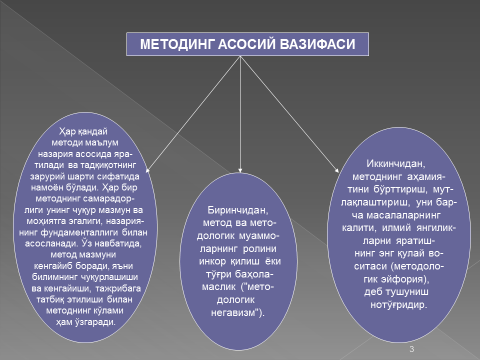 МЕТОДИНГ АСОСИЙ ВАЗИФАСИ
Ҳар қандай
методи маълум
назария асосида яра-
тилади ва тадқиқотнинг
зарурий шарти сифатида
намоён бўлади. Ҳар бир
методнинг самарадор-
лиги унинг чуқур мазмун ва
моҳиятга эгалиги, назария-
нинг фундаменталлиги билан
асосланади. Ўз навбатида,
метод мазмуни
кенгайиб боради, яъни
билимнинг чуқурлашиши
ва кенгайиши, тажрибага
татбиқ этилиши билан
методнинг кўлами
ҳам ўзгаради.
Биринчидан,
метод ва мето-
дологик муаммо-
ларнинг ролини
инкор қилиш ёки
тўғри баҳола-
маслик ("мето-
дологик
негавизм").
Иккинчидан,
методнинг аҳамия-
тини бўрттириш, мут-
лақлаштириш, уни бар-
ча масалаларнинг
калити, илмий янгилик-
ларни яратиш-
нинг энг қулай во-
ситаси (методоло-
гик эйфория),
деб тушуниш
нотўғридир.
3